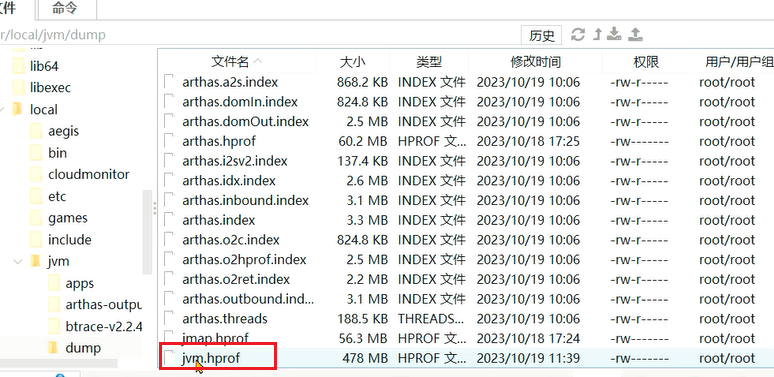 文件 命令
r/local/jvm/dump 历史
文件名 大小 类型 修改时间 权限 用户/用户组
lib64
libexec
local
aegis
bin
cloudmonitor
etc
games
include
jvm
apps
arthas-outpu
btrace-v2.2.4
dump
arthas.a2s.index 868.2 KB INDEX 文件 2023/10/19 10:06 -rw-r----- root/root
arthas.domIn.index 824.8 KB INDEX 文件 2023/10/19 10:06 -rw-r----- root/root
arthas.domOut.index 2.5 MB INDEX 文件 2023/10/19 10:06 -rw-r----- root/root
arthas.hprof 60.2 MB HPROF 文... 2023/10/18 17:25 -rw------- root/root
arthas.i2sv2.index 137.4 KB INDEX 文件 2023/10/19 10:06 -rw-r----- root/root
arthas.idx.index 2.6 MB INDEX 文件 2023/10/19 10:06 -rw-r----- root/root
arthas.inbound.index 3.1 MB INDEX 文件 2023/10/19 10:06 -rw-r----- root/root
arthas.index 3.3 MB INDEX 文件 2023/10/19 10:06 -rw-r----- root/root
arthas.o2c.index 824.8 KB INDEX 文件 2023/10/19 10:06 -rw-r----- root/root
arthas.o2hprof.index 2.5 MB INDEX 文件 2023/10/19 10:06 -rw-r----- root/root
arthas.o2ret.index 2.2 MB INDEX 文件 2023/10/19 10:06 -rw-r----- root/root
arthas.outbound.ind... 3.1 MB INDEX 文件 2023/10/19 10:06 -rw-r----- root/root
arthas.threads 188.5 KB THREADS... 2023/10/19 10:06 -rw-r----- root/root
jmap.hprof 56.3 MB HPROF 文... 2023/10/18 17:24 -rw------- root/root
jvm.hprof 478 MB HPROF 文... 2023/10/19 11:39 -rw------- root/root